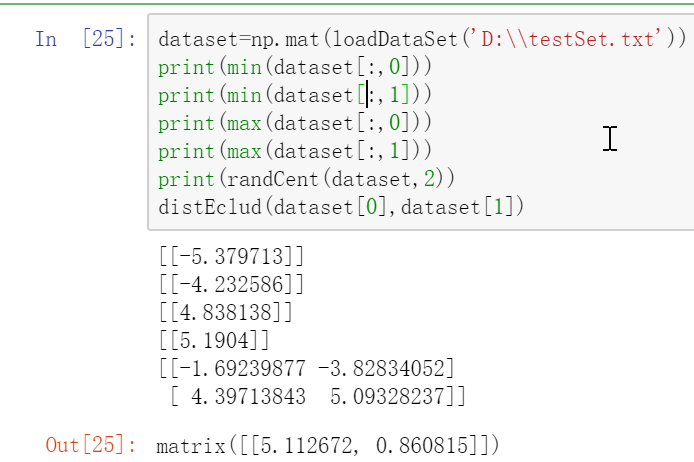 In [25]: dataset=np.mat(loadDataSet('D:\\testSet.txt'))
print(min(dataset[:,0]))
print(min(dataset[:,1]))
print(max(dataset[:,0]))
print(max(dataset[:,1]))
print(randCent(dataset,2))
distEclud(dataset[0],dataset[1])
[[-5.379713]]
[[-4.232586]]
[[4.838138]]
[[5.1904]]
[[-1.69239877 -3.82834052]
[ 4.39713843  5.09328237]]
Out[25]: matrix([[5.112672, 0.860815]])